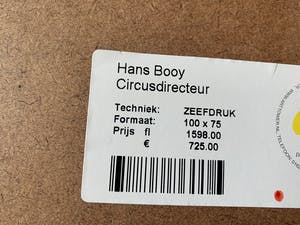 Hans Booy
Circusdirecteur
Techniek: ZEEFDRUK
Formaat: 100 x 75
Prijs fl 1598.00
€ 725.00